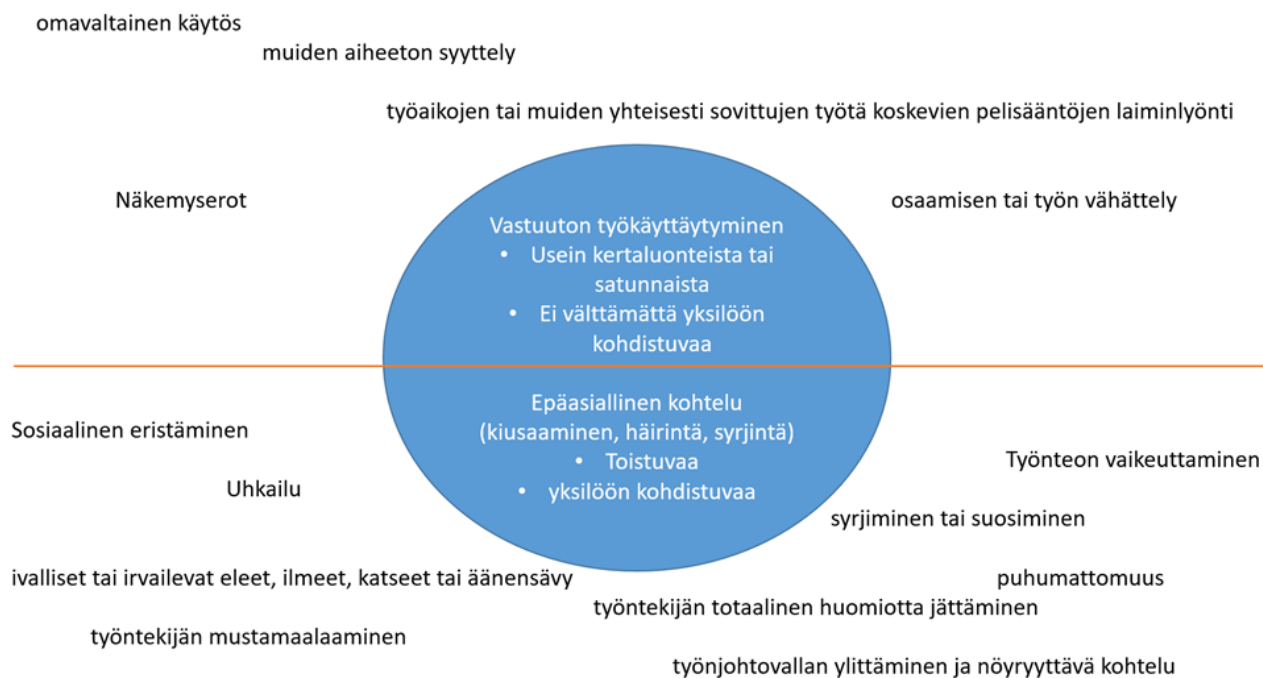 omavaltainen käytös
muiden aiheeton syyttely
työaikojen tai muiden yhteisesti sovittujen työtä koskevien pelisääntöjen laiminlyönti
Näkemyserot
osaamisen tai työn vähättely
Vastuuton työkäyttäytyminen
• Usein kertaluonteista tai
satunnaista
• Ei välttämättä yksilöön
kohdistuvaa
Epäasiallinen kohtelu
(kiusaaminen, häirintä, syrjintä)
• Toistuvaa
• yksilöön kohdistuvaa
Sosiaalinen eristäminen
Työnteon vaikeuttaminen
Uhkailu
syrjiminen tai suosiminen
ivalliset tai irvailevat eleet, ilmeet, katseet tai äänensävy
puhumattomuus
työntekijän totaalinen huomiotta jättäminen
työntekijän mustamaalaaminen
työnjohtovallan ylittäminen ja nöyryyttävä kohtelu